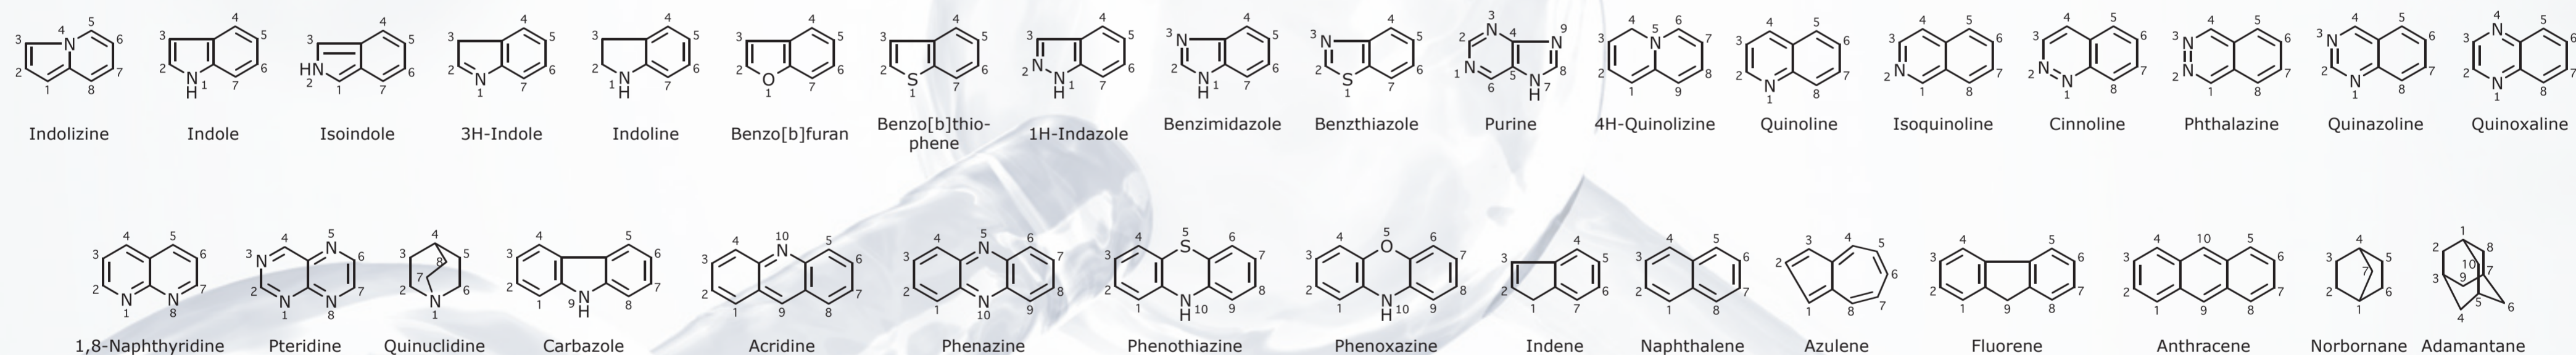 Indolizine
Indole
Isoindole
3H-Indole
Indoline
Benzo[b]furan
Benzo[b]thio-
phene
1H-Indazole
Benzimidazole
Benzthiazole
Purine
4H-Quinolizine
Quinoline
Isoquinoline
Cinnoline
Phthalazine
Quinazoline
Quinoxaline
1,8-Naphthyridine
Pteridine
Quinuclidine
Carbazole
Acridine
Phenazine
Phenothiazine
Phenoxazine
Indene
Naphthalene
Azulene
Fluorene
Anthracene
Norbornane
Adamantane